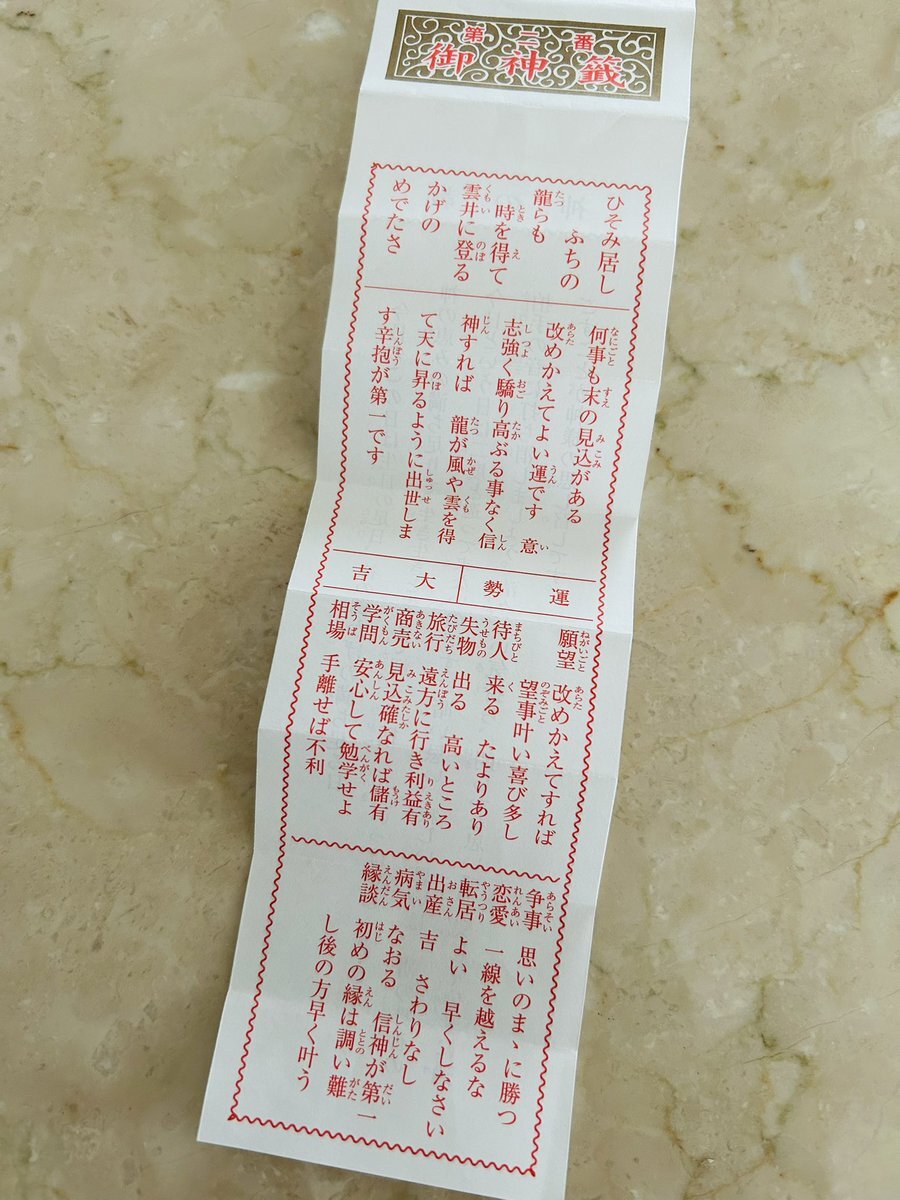 第二番
御神籤
ひそみ居し
ふちの
龍らも
時を得て
雲井に登る
かげの
めでたさ
何事も末の見込がある
改めかえてよい運です 意
志強く驕り高ぶる事なく信
神すれば 龍が風や雲を得
て天に昇るように出世しま
す辛抱が第一です
運勢
大吉
願望 改めかえてすれば
望事叶い喜び多し
待人 来る たよりあり
失物 出る 高いところ
旅行 遠方に行き利益有
商売 見込確なれば儲有
学問 安心して勉学せよ
相場 手離せば不利
争事 思いのまゝに勝つ
恋愛 一線を越えるな
転居 よい 早くしなさい
出産 吉 さわりなし
病気 なおる 信神が第一
縁談 初めの縁は調い難
し後の方早く叶う